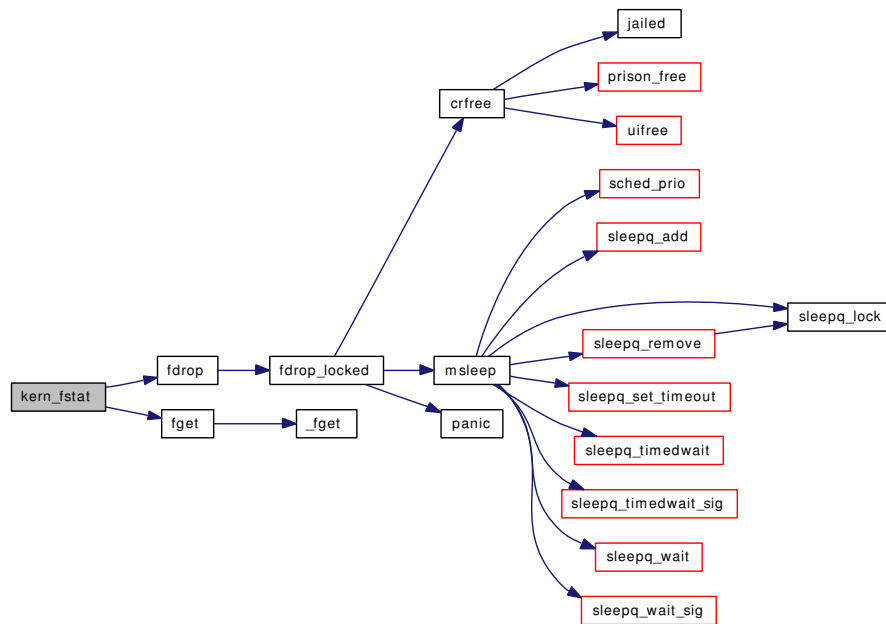 jailed
prison_free
crfree
uifree
sched_prio
sleepq_add
sleepq_lock
sleepq_remove
fdrop
fdrop_locked
msleep
kern_fstat
sleepq_set_timeout
fget
_fget
panic
sleepq_timedwait
sleepq_timedwait_sig
sleepq_wait
sleepq_wait_sig